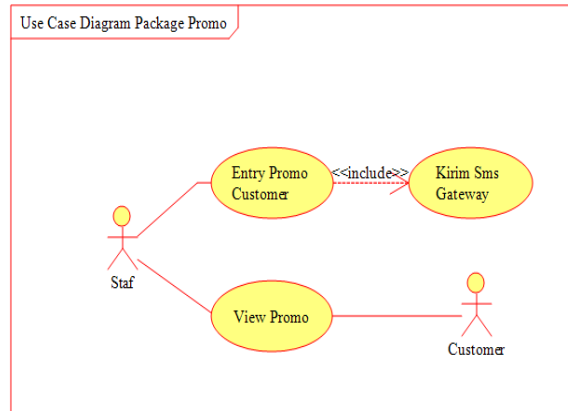 Use Case Diagram Package Promo
Entry Promo
Customer
<<include>>
Kirim Sms
Gateway
Staf
View Promo
Customer